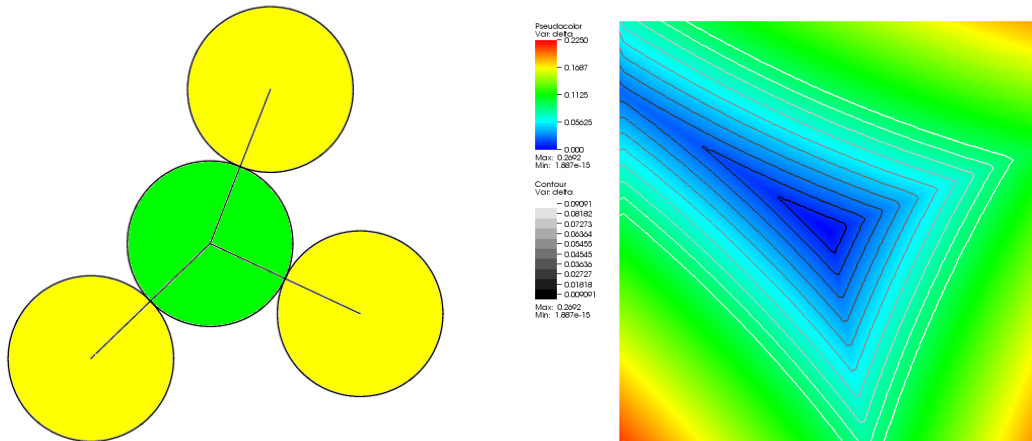 Pseudocolor
Var: delta
0.2250
0.1687
0.1125
0.05625
0.000
Max: 0.2692
Min: 1.887e-15
Contour
Var: delta
0.09091
0.08182
0.07273
0.06364
0.05455
0.04545
0.03636
0.02727
0.01818
0.009091
Max: 0.2692
Min: 1.887e-15